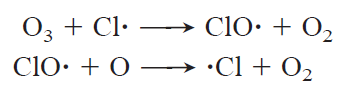 O₃ + Cl· ⟶ ClO· + O₂
ClO· + O ⟶ ·Cl + O₂